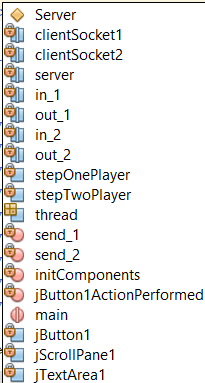 Server
clientSocket1
clientSocket2
server
in_1
out_1
in_2
out_2
stepOnePlayer
stepTwoPlayer
thread
send_1
send_2
initComponents
jButton1ActionPerformed
main
jButton1
jScrollPane1
jTextArea1